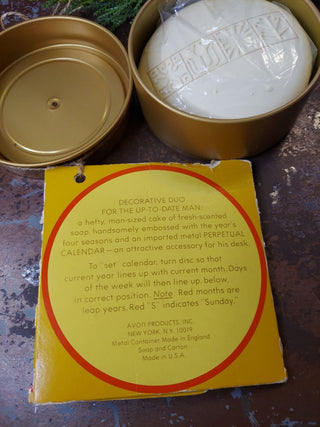 DECORATIVE DUO
FOR THE UP-TO-DATE MAN:
a hefty, man-sized cake of fresh-scented
soap, handsomely embossed with the year's
four seasons and an imported metal PERPETUAL
CALENDAR — an attractive accessory for his desk.
To "set" calendar, turn disc so that
current year lines up with current month. Days
of the week will then line up, below,
in correct position. Note: Red months are
leap years. Red "S" indicates "Sunday."
AVON PRODUCTS, INC.
NEW YORK, N.Y. 10019
Metal Container Made in England
Soap and Carton
Made in U.S.A.